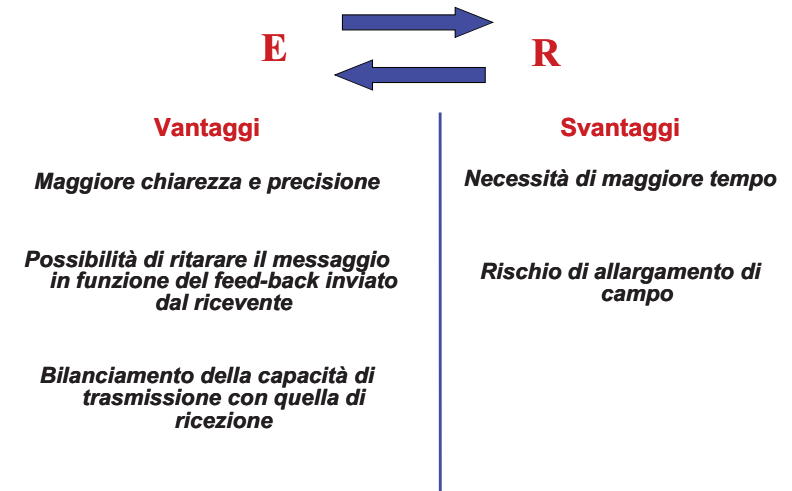 E
R
Vantaggi
Maggiore chiarezza e precisione
Possibilità di ritarare il messaggio
in funzione del feed-back inviato
dal ricevente
Bilanciamento della capacità di
trasmissione con quella di
ricezione
Svantaggi
Necessità di maggiore tempo
Rischio di allargamento di
campo